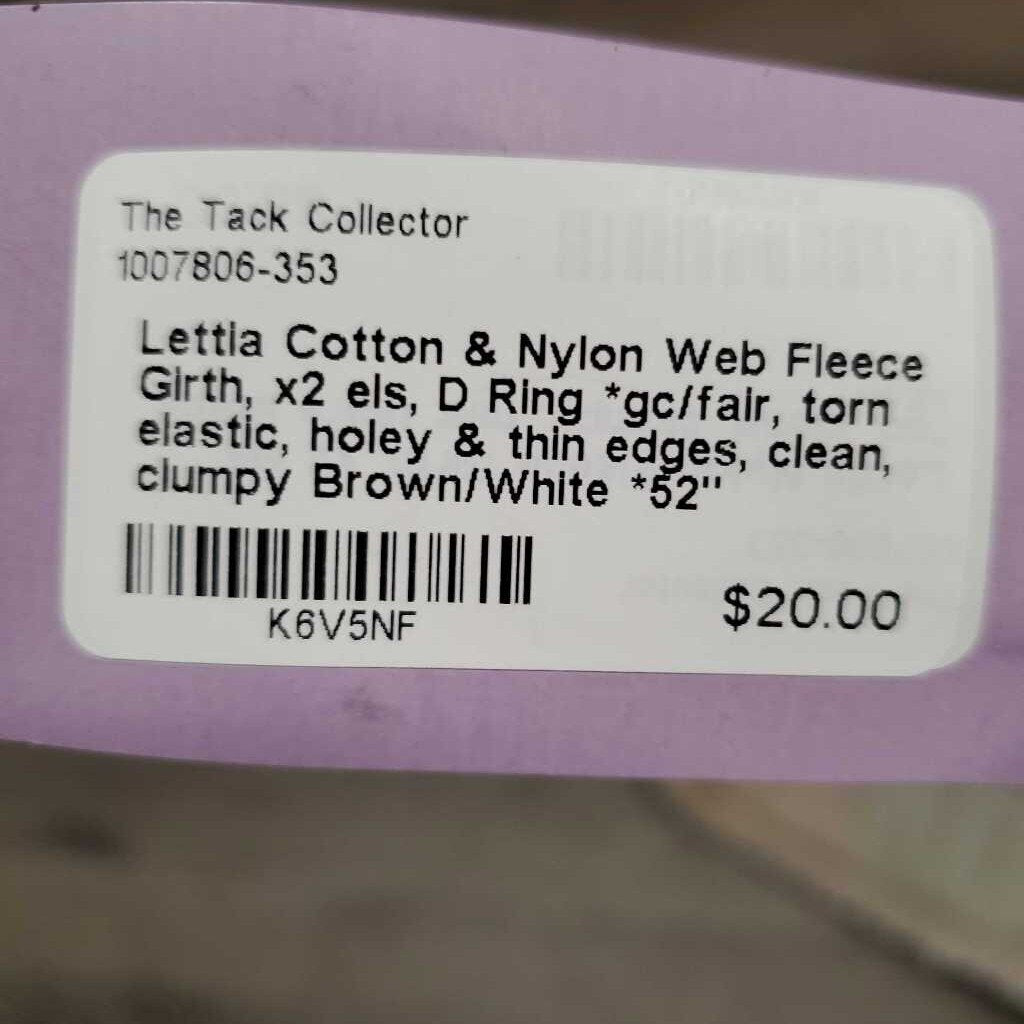 The Tack Collector
1007806-353
Lettia Cotton & Nylon Web Fleece
Girth, x2 els, D Ring *gc/fair, torn
elastic, holey & thin edges, clean,
clumpy Brown/White *52"
K6V5NF
$20.00